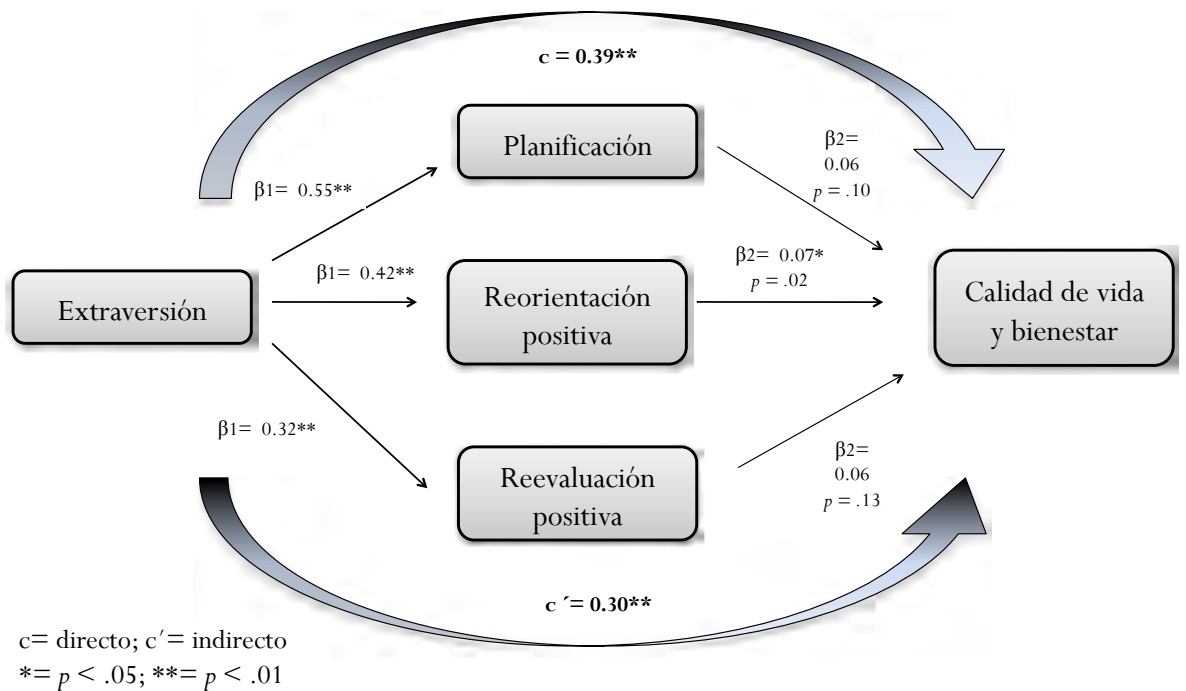 c = 0.39**
Planificación
β2=
0.06
p = .10
β1= 0.55**
β1= 0.42**
β2= 0.07*
p = .02
Extraversión
Reorientación
positiva
Calidad de vida
y bienestar
β1= 0.32**
Reevaluación
positiva
β2=
0.06
p = .13
c ´= 0.30**
c= directo; c´= indirecto
*= p < .05; **= p < .01